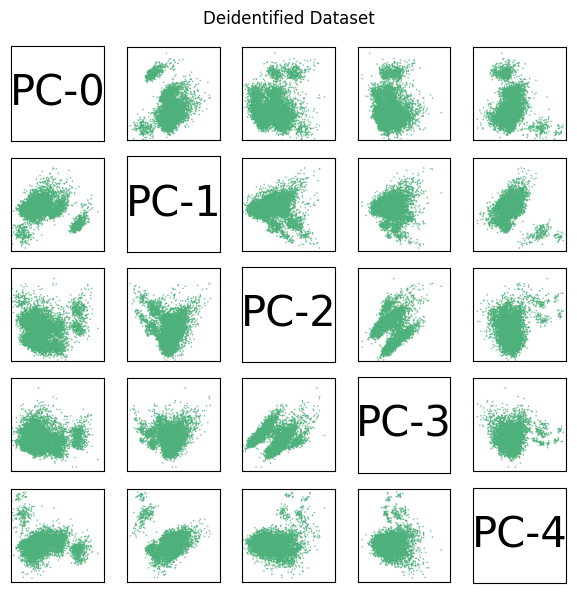 Deidentified Dataset
PC-0
PC-1
PC-2
PC-3
PC-4